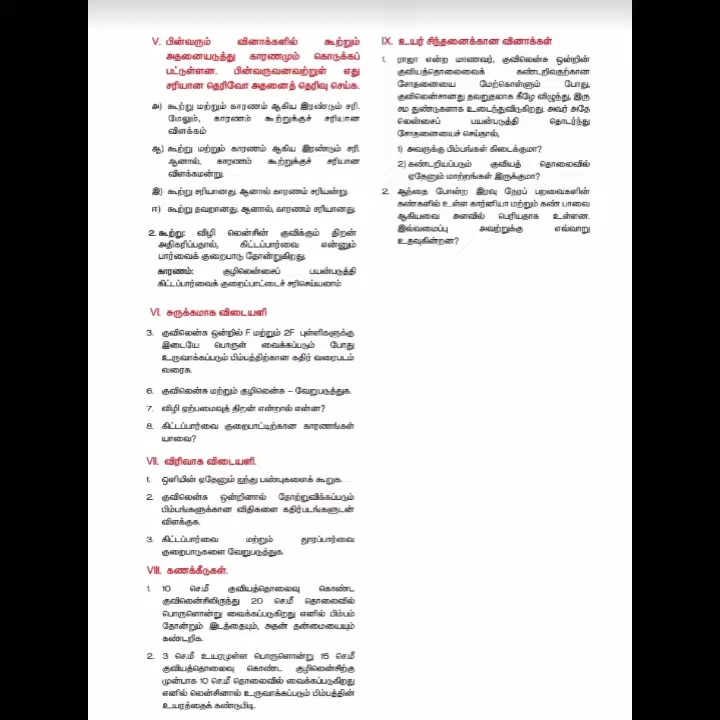 V. பின்வரும் வினாக்களில் கூற்றும்
அதனையடுத்து காரணமும் கொடுக்கப்
பட்டுள்ளன. பின்வருவனவற்றுள் எது
சரியான தெரிவோ அதனைத் தெரிவு செய்க.
அ) கூற்று மற்றும் காரணம் ஆகிய இரண்டும் சரி.
மேலும், காரணம் கூற்றுக்குச் சரியான
விளக்கம்
ஆ) கூற்று மற்றும் காரணம் ஆகிய இரண்டும் சரி.
ஆனால், காரணம் கூற்றுக்குச் சரியான
விளக்கமன்று.
இ) கூற்று சரியானது. ஆனால் காரணம் சரியன்று.
ஈ) கூற்று தவறானது. ஆனால், காரணம் சரியானது.
2. கூற்று: விழி லென்சின் குவிக்கும் திறன்
அதிகரிப்பதால், கிட்டப்பார்வை என்னும்
பார்வைக் குறைபாடு தோன்றுகிறது.
காரணம்: குழிலென்சைப் பயன்படுத்தி
கிட்டப்பார்வைக் குறைப்பாட்டைச் சரிசெய்யலாம்
VI. சுருக்கமாக விடையளி
3. குவிலென்சு ஒன்றில் F மற்றும் 2F புள்ளிகளுக்கு
இடையே பொருள் வைக்கப்படும் போது
உருவாக்கப்படும் பிம்பத்திற்கான கதிர் வரைபடம்
வரைக.
6. குவிலென்சு மற்றும் குழிலென்சு – வேறுபடுத்துக.
7. விழி ஏற்பமைவுத் திறன் என்றால் என்ன?
8. கிட்டப்பார்வை குறைபாட்டிற்கான காரணங்கள்
யாவை?
VII. விரிவாக விடையளி.
1. ஒளியின் ஏதேனும் ஐந்து பண்புகளைக் கூறுக.
2. குவிலென்சு ஒன்றினால் தோற்றுவிக்கப்படும்
பிம்பங்களுக்கான விதிகளை கதிர்படங்களுடன்
விளக்குக.
3. கிட்டப்பார்வை மற்றும் தூரப்பார்வை
குறைபாடுகளை வேறுபடுத்துக.
VIII. கணக்கீடுகள்.
1. 10 செ.மீ குவியத்தொலைவு கொண்ட
குவிலென்சிலிருந்து 20 செ.மீ தொலைவில்
பொருளொன்று வைக்கப்படுகிறது எனில் பிம்பம்
தோன்றும் இடத்தையும், அதன் தன்மையையும்
கண்டறிக.
2. 3 செ.மீ உயரமுள்ள பொருளொன்று 15 செ.மீ
குவியத்தொலைவு கொண்ட குழிலென்சிற்கு
முன்பாக 10 செ.மீ தொலைவில் வைக்கப்படுகிறது
எனில் லென்சினால் உருவாக்கப்படும் பிம்பத்தின்
உயரத்தைக் கண்டுபிடி.
IX. உயர் சிந்தனைக்கான வினாக்கள்
1. ராஜா என்ற மாணவர், குவிலென்சு ஒன்றின்
குவியத்தொலைவைக் கண்டறிவதற்கான
சோதனையை மேற்கொள்ளும் போது,
குவிலென்சானது தவறுதலாக கீழே விழுந்து, இரு
சம துண்டுகளாக உடைந்துவிடுகிறது. அவர் அதே
லென்சைப் பயன்படுத்தி தொடர்ந்து
சோதனையைச் செய்தால்,
1) அவருக்கு பிம்பங்கள் கிடைக்குமா?
2) கண்டறியப்படும் குவியத் தொலைவில்
ஏதேனும் மாற்றங்கள் இருக்குமா?
2. ஆந்தை போன்ற இரவு நேரப் பறவைகளின்
கண்களில் உள்ள கார்னியா மற்றும் கண் பாவை
ஆகியவை அளவில் பெரியதாக உள்ளன.
இவ்வமைப்பு அவற்றுக்கு எவ்வாறு
உதவுகின்றன?